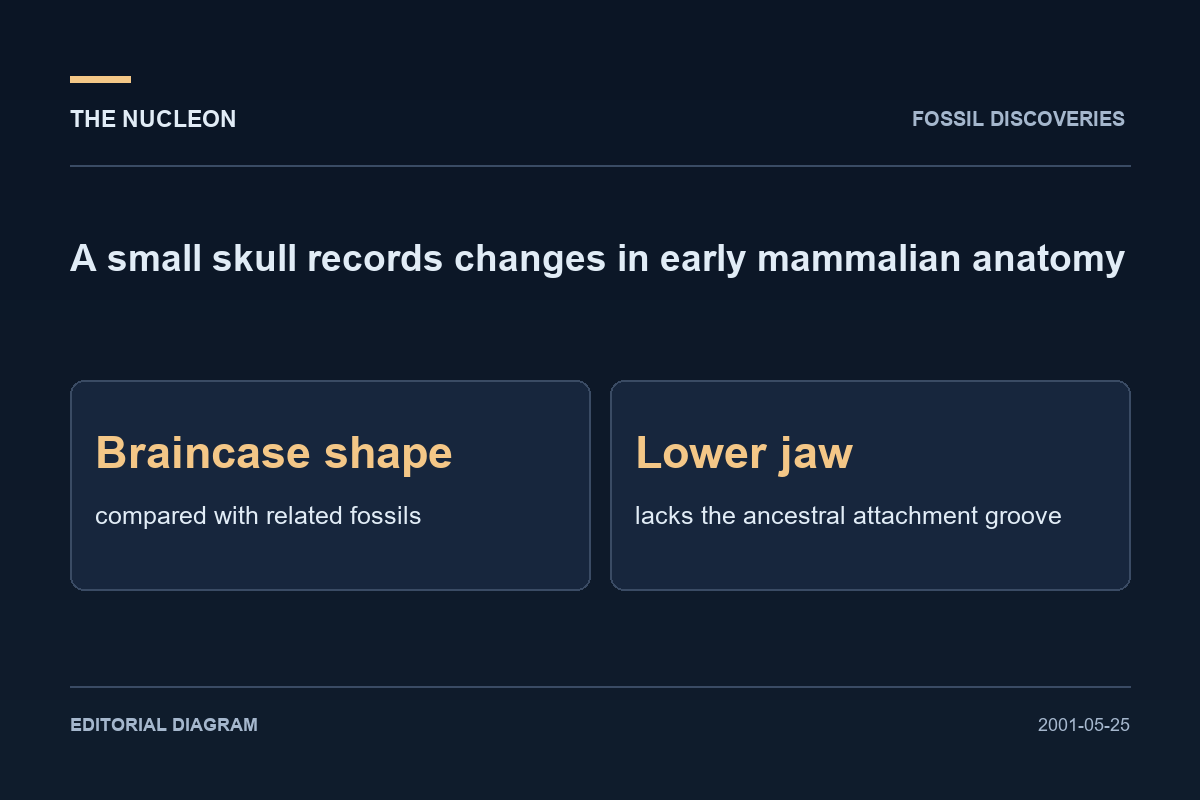 THE NUCLEON
FOSSIL DISCOVERIES
A small skull records changes in early mammalian anatomy
Braincase shape
compared with related fossils
Lower jaw
lacks the ancestral attachment groove
EDITORIAL DIAGRAM
2001-05-25